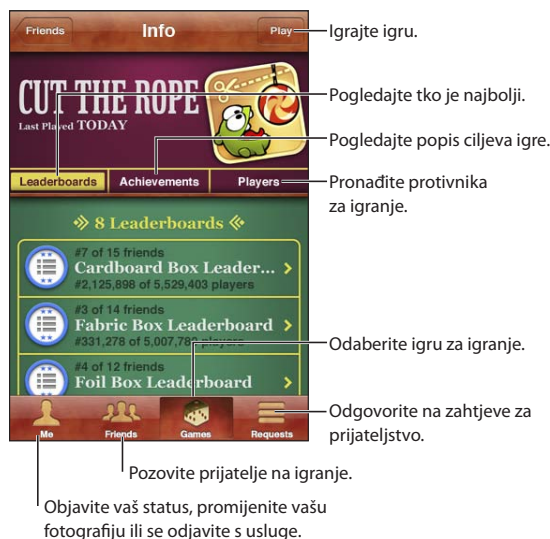 Friends
Info
Play
Igrajte igru.
CUT THE ROPE
Last Played TODAY
Pogledajte tko je najbolji.
Pogledajte popis ciljeva igre.
Leaderboards
Achievements
Players
Pronađite protivnika
za igranje.
8 Leaderboards
#7 of 15 friends
Cardboard Box Leader...
#2,125,898 of 5,529,403 players
#3 of 14 friends
Fabric Box Leaderboard
#331,278 of 5,007,782 players
Odaberite igru za igranje.
#4 of 12 friends
Foil Box Leaderboard
Odgovorite na zahtjeve za
prijateljstvo.
Me
Friends
Games
Requests
Pozovite prijatelje na igranje.
Objavite vaš status, promijenite vašu
fotografiju ili se odjavite s usluge.